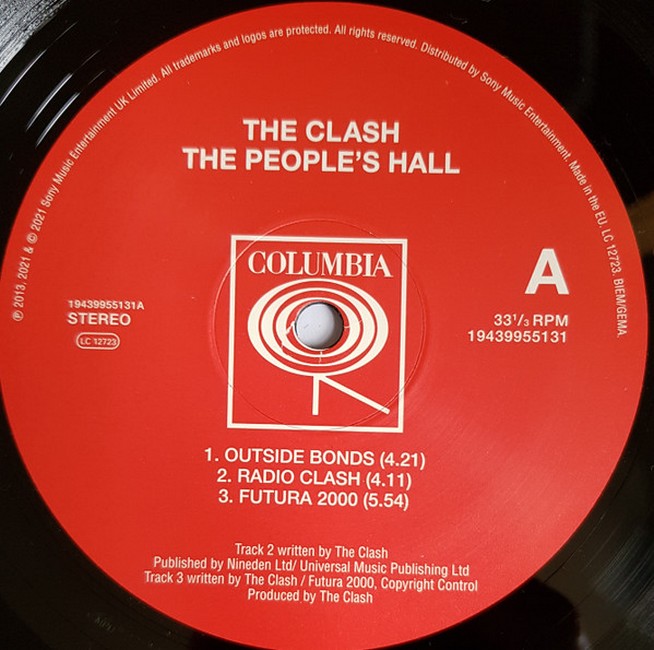 ℗ 2013, 2021 & © 2021 Sony Music Entertainment UK Limited. All trademarks and logos are protected. All rights reserved. Distributed by Sony Music Entertainment. Made in the EU. LC 12723. BIEM/GEMA.
THE CLASH
THE PEOPLE'S HALL
COLUMBIA
A
19439955131A
STEREO
LC 12723
33 1/3 RPM
19439955131
1. OUTSIDE BONDS (4.21)
2. RADIO CLASH (4.11)
3. FUTURA 2000 (5.54)
Track 2 written by The Clash
Published by Nineden Ltd/ Universal Music Publishing Ltd
Track 3 written by The Clash / Futura 2000, Copyright Control
Produced by The Clash